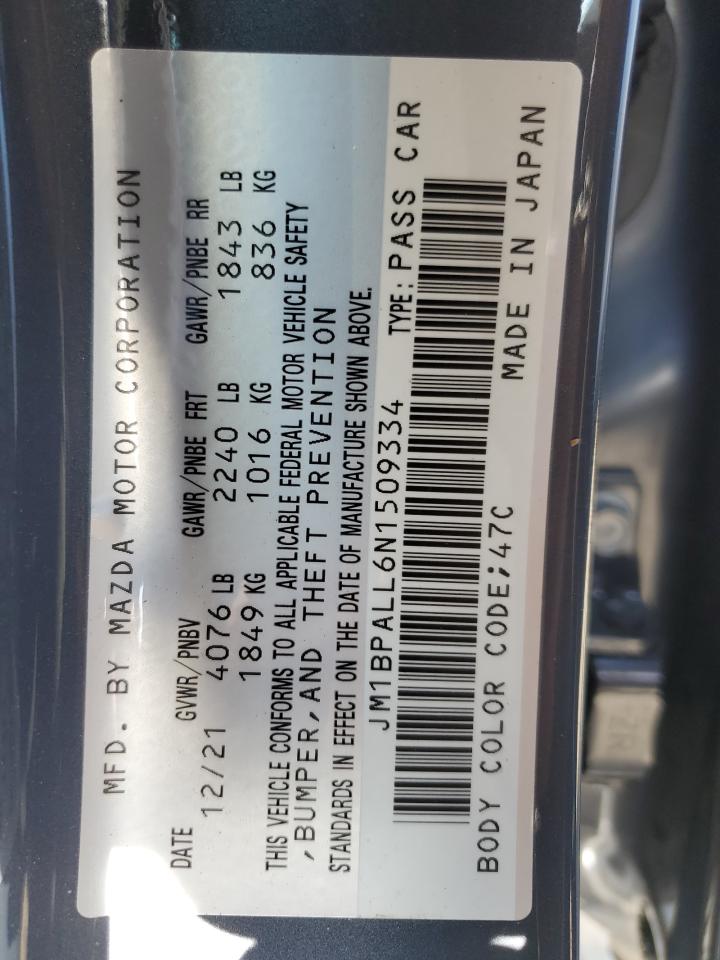 MFD. BY MAZDA MOTOR CORPORATION
DATE GVWR/PNBV GAWR/PNBE FRT GAWR/PNBE RR
12/21 4076 LB 2240 LB 1843 LB
1849 KG 1016 KG 836 KG
THIS VEHICLE CONFORMS TO ALL APPLICABLE FEDERAL MOTOR VEHICLE SAFETY
,BUMPER,AND THEFT PREVENTION
STANDARDS IN EFFECT ON THE DATE OF MANUFACTURE SHOWN ABOVE.
JM1BPALL6N1509334 TYPE: PASS CAR
BODY COLOR CODE;47C MADE IN JAPAN